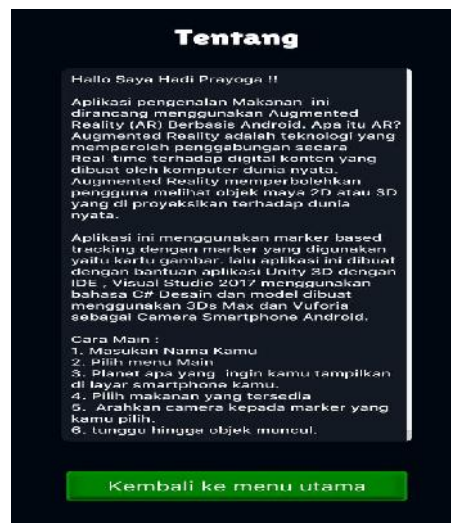 Tentang
Hallo Saya Hadi Prayoga !!
Aplikasi pengenalan Makanan ini
dirancang menggunakan Augmented
Reality (AR) Berbasis Android. Apa itu AR?
Augmented Reality adalah teknologi yang
memperoleh penggabungan secara
Real-time terhadap digital konten yang
dibuat oleh komputer dunia nyata.
Augmented Reality memperbolehkan
pengguna melihat objek maya 2D atau 3D
yang di proyeksikan terhadap dunia
nyata.
Aplikasi ini menggunakan marker based
tracking dengan marker yang digunakan
yaitu kartu gambar. lalu aplikasi ini dibuat
dengan bantuan aplikasi Unity 3D dengan
IDE , Visual Studio 2017 menggunakan
bahasa C# Desain dan model dibuat
menggunakan 3Ds Max dan Vuforia
sebagai Camera Smartphone Android.
Cara Main :
1. Masukan Nama Kamu
2. Pilih menu Main
3. Planet apa yang ingin kamu tampilkan
di layar smartphone kamu.
4. Pilih makanan yang tersedia
5. Arahkan camera kepada marker yang
kamu pilih.
6. tunggu hingga objek muncul.
Kembali ke menu utama